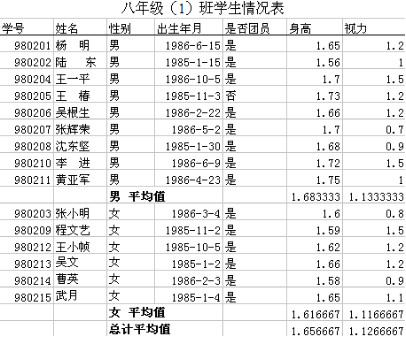 八年级（1）班学生情况表
学号 姓名 性别 出生年月 是否团员 身高 视力
980201 杨　明 男 1986-6-15 是 1.65 1.2
980202 陆　东 男 1985-1-15 是 1.56 1
980204 王一平 男 1986-10-5 是 1.7 1.5
980205 王　椿 男 1985-11-3 否 1.73 1.2
980206 吴根生 男 1986-2-22 是 1.66 1.2
980207 张辉荣 男 1986-5-2 是 1.7 0.7
980208 沈东坚 男 1985-1-30 是 1.68 0.9
980210 李　进 男 1986-6-9 是 1.72 1.5
980211 黄亚军 男 1986-4-23 是 1.75 1
男 平均值 1.683333 1.1333333
980203 张小明 女 1986-3-4 是 1.6 0.8
980209 程文艺 女 1985-11-2 是 1.59 1.5
980212 王小帧 女 1985-10-5 是 1.62 1.2
980213 吴文 女 1985-1-2 是 1.66 1.2
980214 曹英 女 1986-2-3 是 1.58 0.9
980215 武月 女 1985-1-4 是 1.65 1.1
女 平均值 1.616667 1.1166667
总计平均值 1.656667 1.1266667